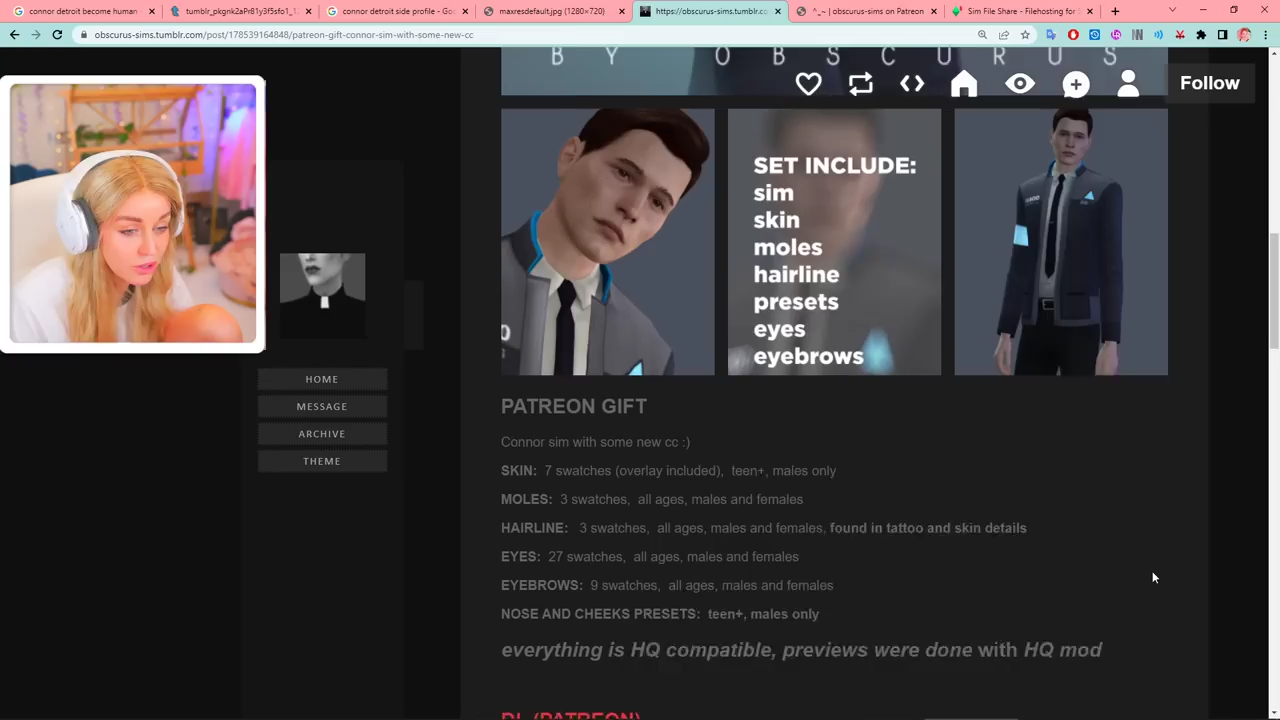 connor detroit become human
tumblr_pkgnk2aPr81y3f5sfo1_1
connor detroit side profile - Goo
maxresdefault.jpg (1280×720)
https://obscurus-sims.tumblr.co
^_~ | obscurus-sims on Patreon
Sim File Share - Filehosting for S
obscurus-sims.tumblr.com/post/178539164848/patreon-gift-connor-sim-with-some-new-cc
BY OBSCURUS
Follow
SET INCLUDE:
sim
skin
moles
hairline
presets
eyes
eyebrows
HOME
MESSAGE
ARCHIVE
THEME
PATREON GIFT
Connor sim with some new cc :)
SKIN: 7 swatches (overlay included), teen+, males only
MOLES: 3 swatches, all ages, males and females
HAIRLINE: 3 swatches, all ages, males and females, found in tattoo and skin details
EYES: 27 swatches, all ages, males and females
EYEBROWS: 9 swatches, all ages, males and females
NOSE AND CHEEKS PRESETS: teen+, males only
everything is HQ compatible, previews were done with HQ mod
DL (PATREON)